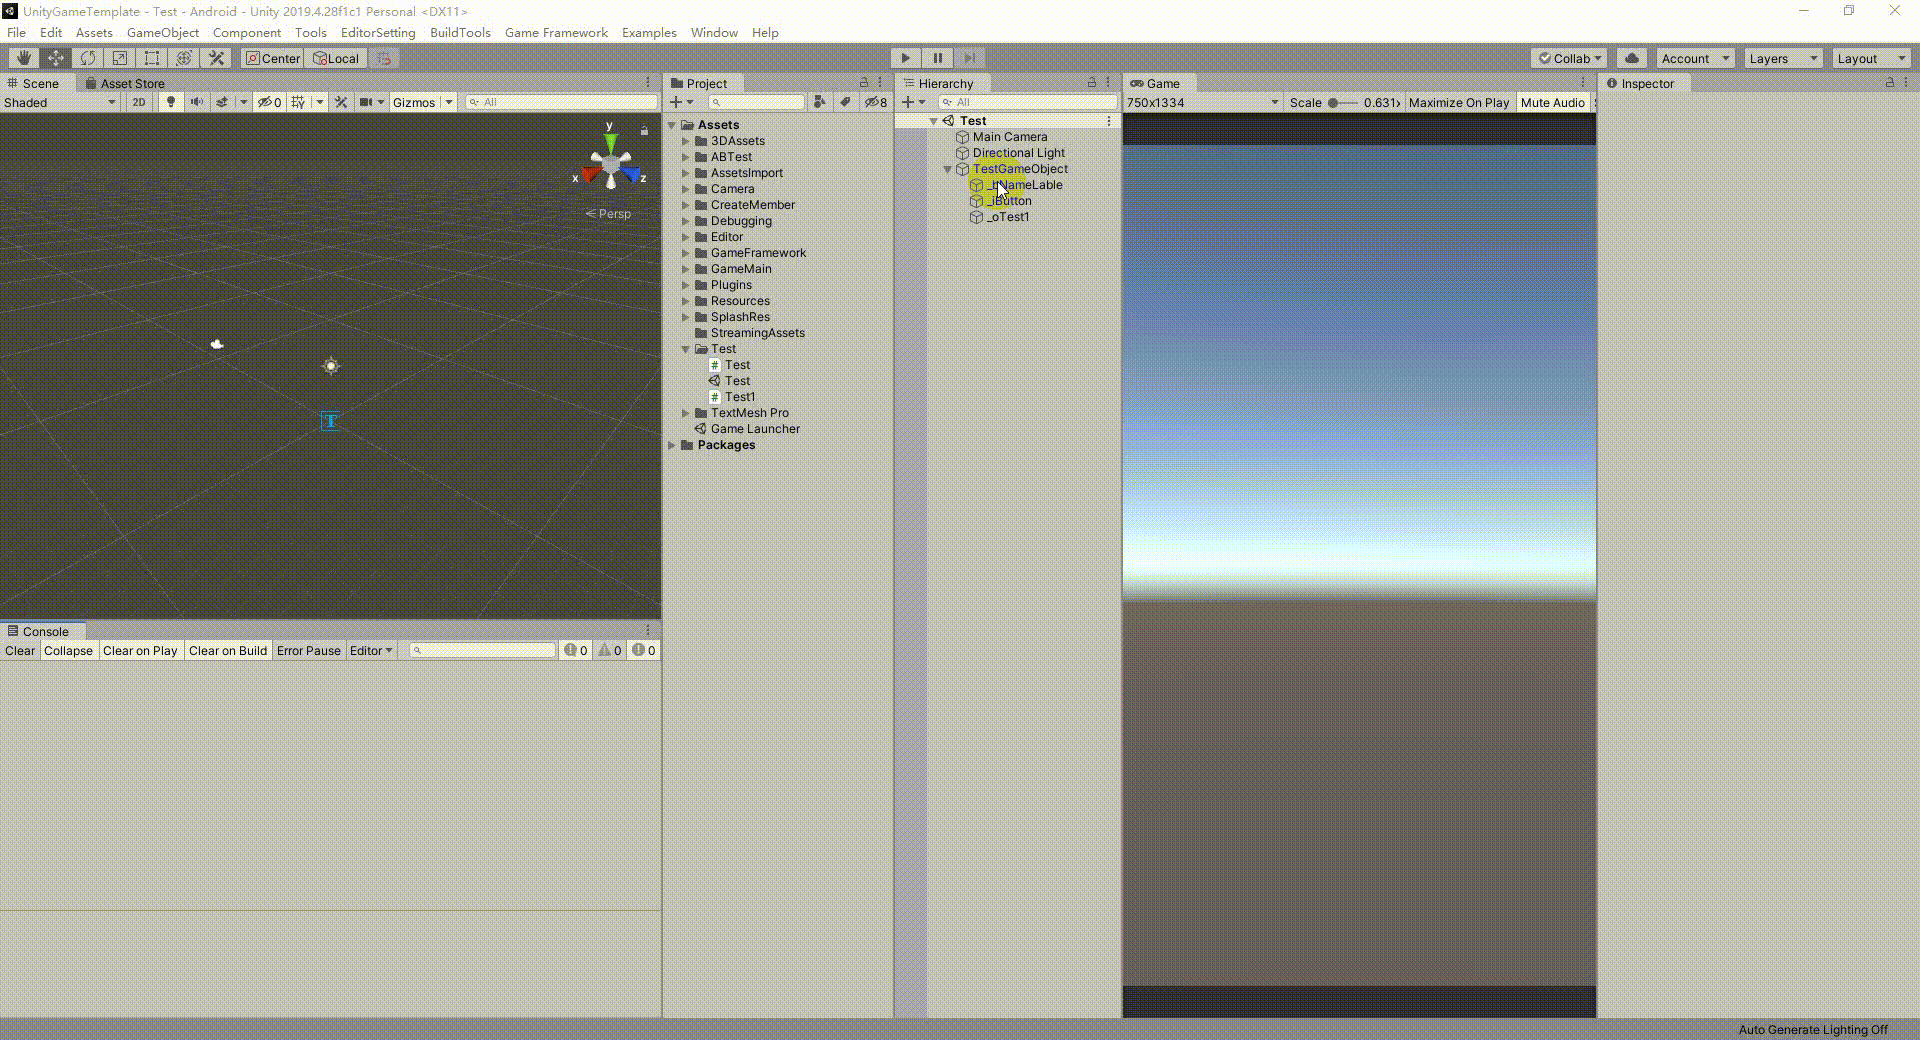 UnityGameTemplate - Test - Android - Unity 2019.4.28f1c1 Personal <DX11>
File Edit Assets GameObject Component Tools EditorSetting BuildTools Game Framework Examples Window Help
Center Local Collab Account Layers Layout
Scene Asset Store
Shaded 2D 0 Gizmos All
y
x
z
Persp
T
Console
Clear Collapse Clear on Play Clear on Build Error Pause Editor 0 0 0
Project
8
Assets
3DAssets
ABTest
AssetsImport
Camera
CreateMember
Debugging
Editor
GameFramework
GameMain
Plugins
Resources
SplashRes
StreamingAssets
Test
# Test
Test
# Test1
TextMesh Pro
Game Launcher
Packages
Hierarchy
All
Test
Main Camera
Directional Light
TestGameObject
_iButton
_oTest1
Game
750x1334 Scale 0.631x Maximize On Play Mute Audio
Inspector
Auto Generate Lighting Off